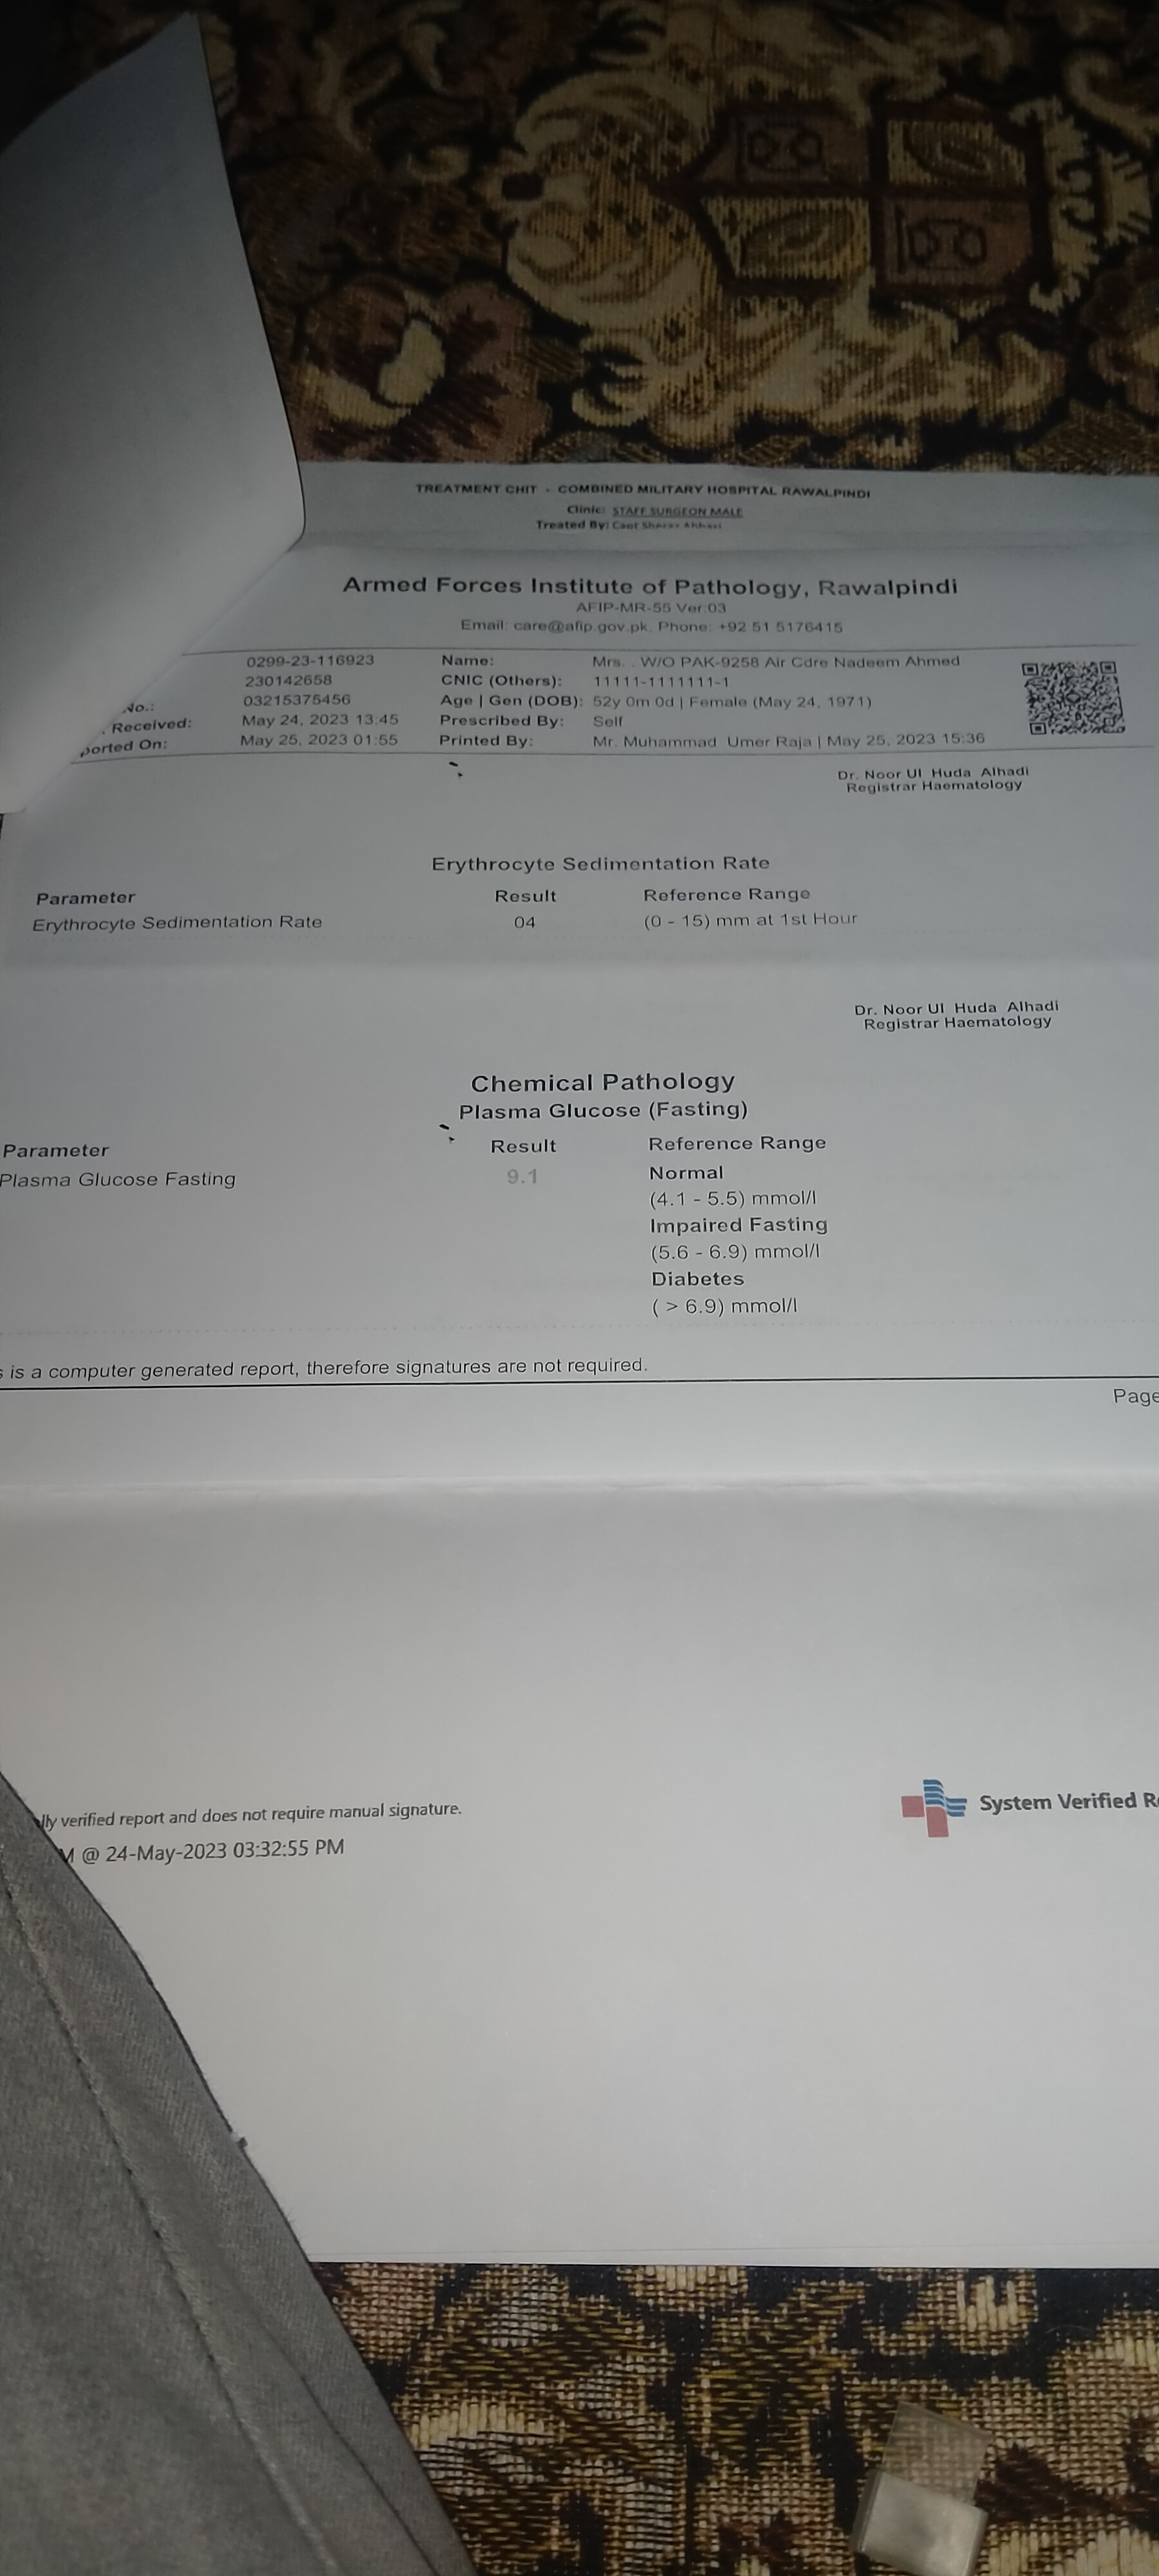 TREATMENT CHIT - COMBINED MILITARY HOSPITAL RAWALPINDI
Clinic: STAFF SURGEON MALE
Treated By: Capt
Armed Forces Institute of Pathology, Rawalpindi
AFIP-MR-55 Ver:03
Email: care@afip.gov.pk, Phone: +92 51 5176415
0299-23-116923 Name: Mrs. . W/O PAK-9258 Air Cdre Nadeem Ahmed
230142658 CNIC (Others): 11111-1111111-1
No.: 03215375456 Age | Gen (DOB): 52y 0m 0d | Female (May 24, 1971)
. Received: May 24, 2023 13:45 Prescribed By: Self
ported On: May 25, 2023 01:55 Printed By: Mr. Muhammad Umer Raja | May 25, 2023 15:36
Dr. Noor Ul Huda Alhadi
Registrar Haematology
Erythrocyte Sedimentation Rate
Parameter Result Reference Range
Erythrocyte Sedimentation Rate 04 (0 - 15) mm at 1st Hour
Dr. Noor Ul Huda Alhadi
Registrar Haematology
Chemical Pathology
Plasma Glucose (Fasting)
Parameter Result Reference Range
Plasma Glucose Fasting 9.1 Normal
(4.1 - 5.5) mmol/l
Impaired Fasting
(5.6 - 6.9) mmol/l
Diabetes
( > 6.9) mmol/l
s is a computer generated report, therefore signatures are not required.
Page
lly verified report and does not require manual signature.
M @ 24-May-2023 03:32:55 PM
System Verified R